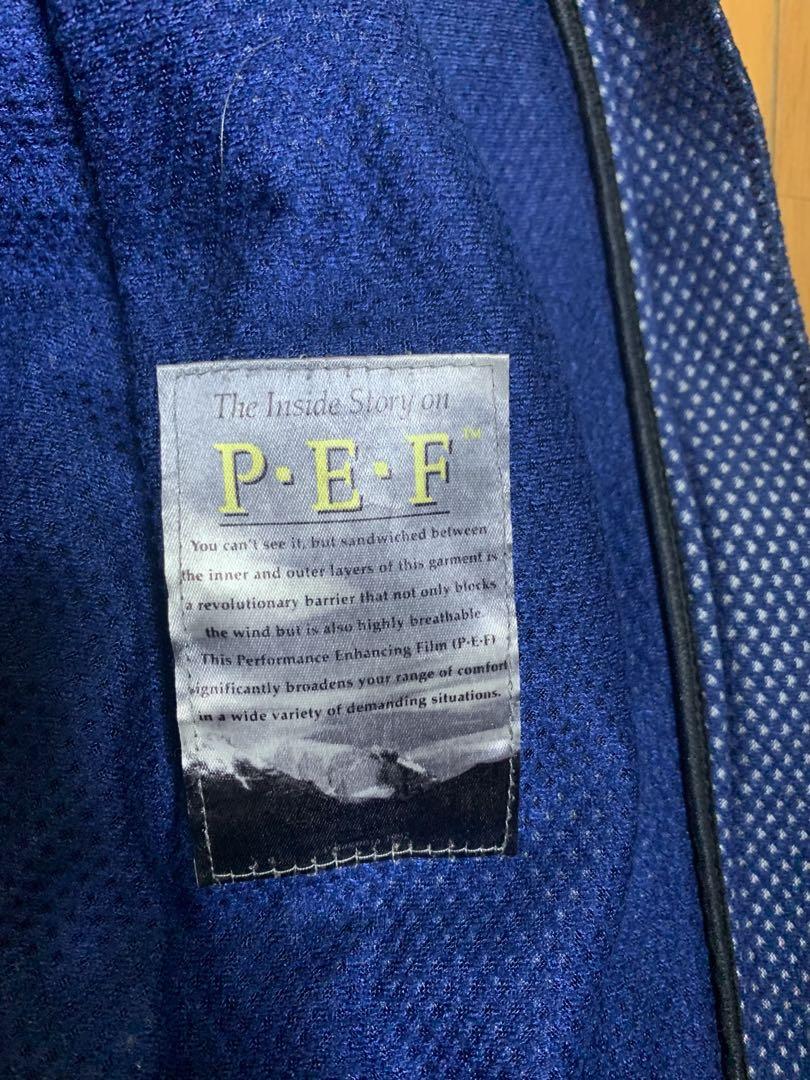 The Inside Story on
P·E·F™
You can't see it, but sandwiched between
the inner and outer layers of this garment is
a revolutionary barrier that not only blocks
the wind but is also highly breathable.
This Performance Enhancing Film (P·E·F)
significantly broadens your range of comfort
in a wide variety of demanding situations.